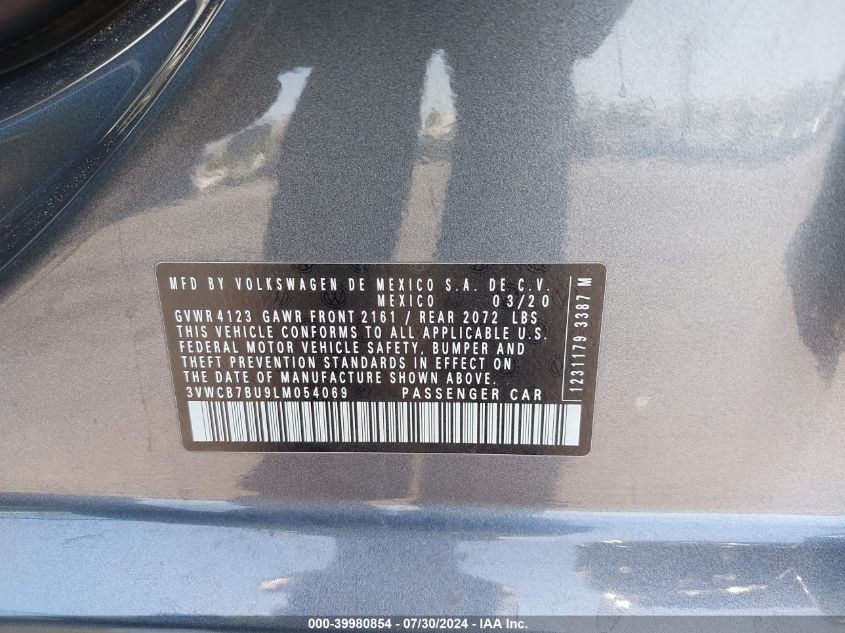 MFD BY VOLKSWAGEN DE MEXICO S.A. DE C.V.
MEXICO 03/20
GVWR 4123 GAWR FRONT 2161 / REAR 2072 LBS
THIS VEHICLE CONFORMS TO ALL APPLICABLE U.S.
FEDERAL MOTOR VEHICLE SAFETY, BUMPER AND
THEFT PREVENTION STANDARDS IN EFFECT ON
THE DATE OF MANUFACTURE SHOWN ABOVE.
3VWCB7BU9LM054069 PASSENGER CAR
1231179 3387 M
000-39980854 - 07/30/2024 - IAA Inc.